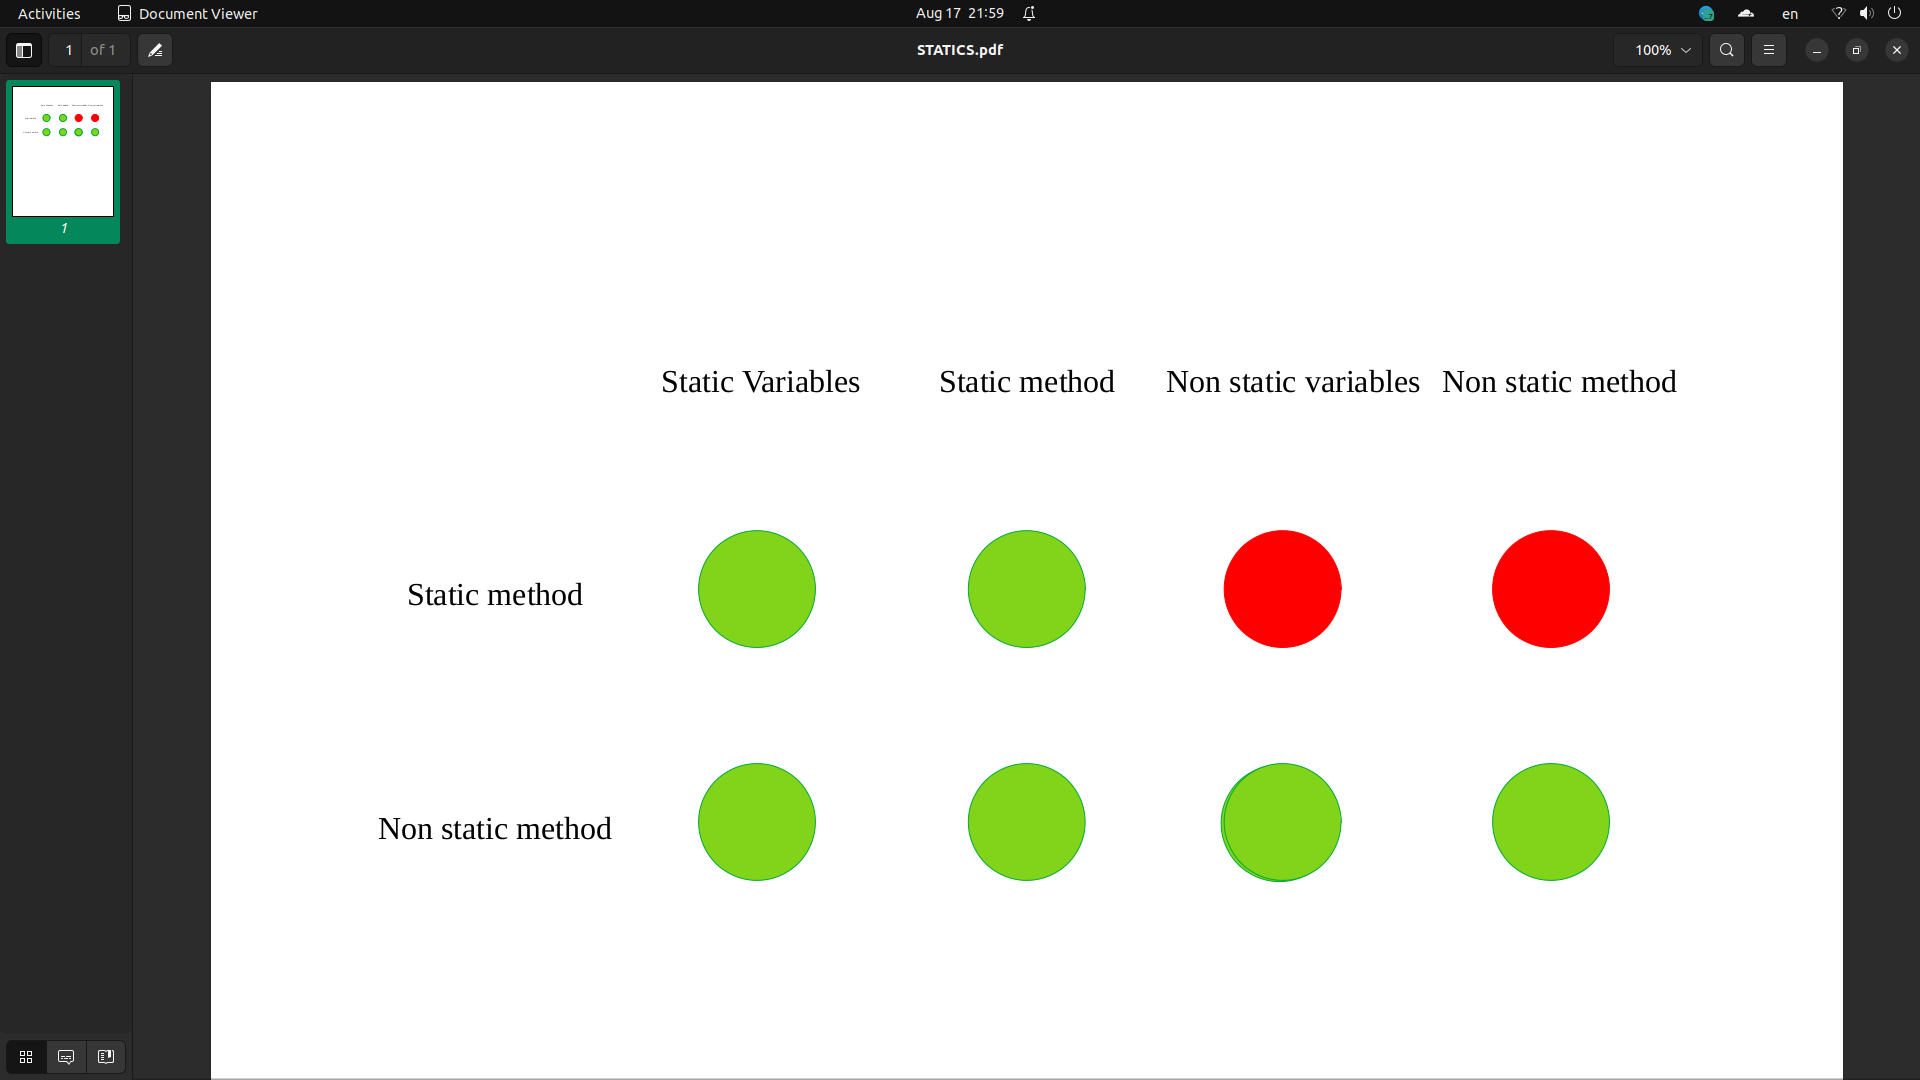 Activities Document Viewer Aug 17 21:59 en
1 of 1 STATICS.pdf 100%
1
Static Variables Static method Non static variables Non static method
Static method
Non static method